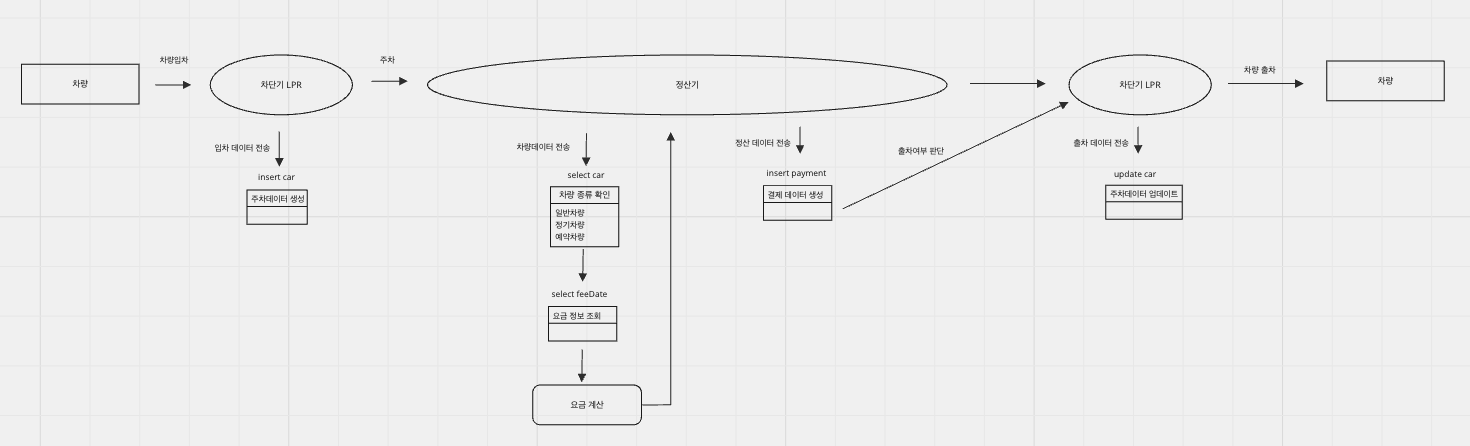 차량
차량입차
차단기 LPR
주차
정산기
차단기 LPR
차량 출차
차량
입차 데이터 전송
insert car
주차데이터 생성
차량데이터 전송
select car
차량 종류 확인
일반차량
정기차량
예약차량
select feeDate
요금 정보 조회
요금 계산
정산 데이터 전송
insert payment
결제 데이터 생성
출차여부 판단
출차 데이터 전송
update car
주차데이터 업데이트